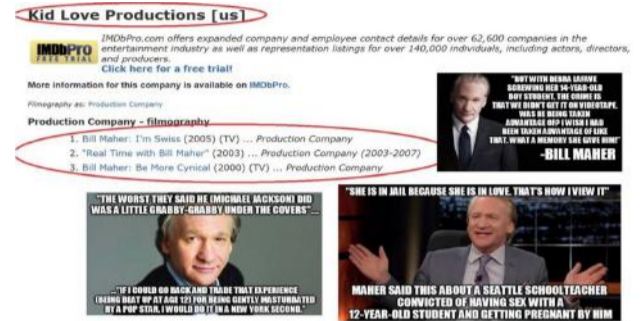 Kid Love Productions [us]
IMDbPro.com offers expanded company and employee contact details for over 62,600 companies in the
entertainment industry as well as representation listings for over 140,000 individuals, including actors, directors,
and producers.
IMDbPro
FREE TRIAL
Click here for a free trial!
More information for this company is available on IMDbPro.
Filmography as: Production Company
Production Company - filmography
1. Bill Maher: I'm Swiss (2005) (TV) ... Production Company
2. "Real Time with Bill Maher" (2003) ... Production Company (2003-2007)
3. Bill Maher: Be More Cynical (2000) (TV) ... Production Company
"BUT WITH DEBRA LAFAVE
SCREWING HER 14-YEAR-OLD
BOY STUDENT, THE CRIME IS
THAT WE DIDN'T GET IT ON VIDEOTAPE.
WAS HE BEING TAKEN
ADVANTAGE OF? I WISH I HAD
BEEN TAKEN ADVANTAGE OF LIKE
THAT, WHAT A MEMORY SHE GAVE HIM!"
-BILL MAHER
"THE WORST THEY SAID HE (MICHAEL JACKSON) DID
WAS A LITTLE GRABBY-GRABBY UNDER THE COVERS"...
..."IF I COULD GO BACK AND TRADE THAT EXPERIENCE
(BEING BEAT UP AT AGE 12) FOR BEING GENTLY MASTURBATED
BY A POP STAR, I WOULD DO IT IN A NEW YORK SECOND."
"SHE IS IN JAIL BECAUSE SHE IS IN LOVE. THAT'S HOW I VIEW IT"
MAHER SAID THIS ABOUT A SEATTLE SCHOOLTEACHER
CONVICTED OF HAVING SEX WITH A
12-YEAR-OLD STUDENT AND GETTING PREGNANT BY HIM